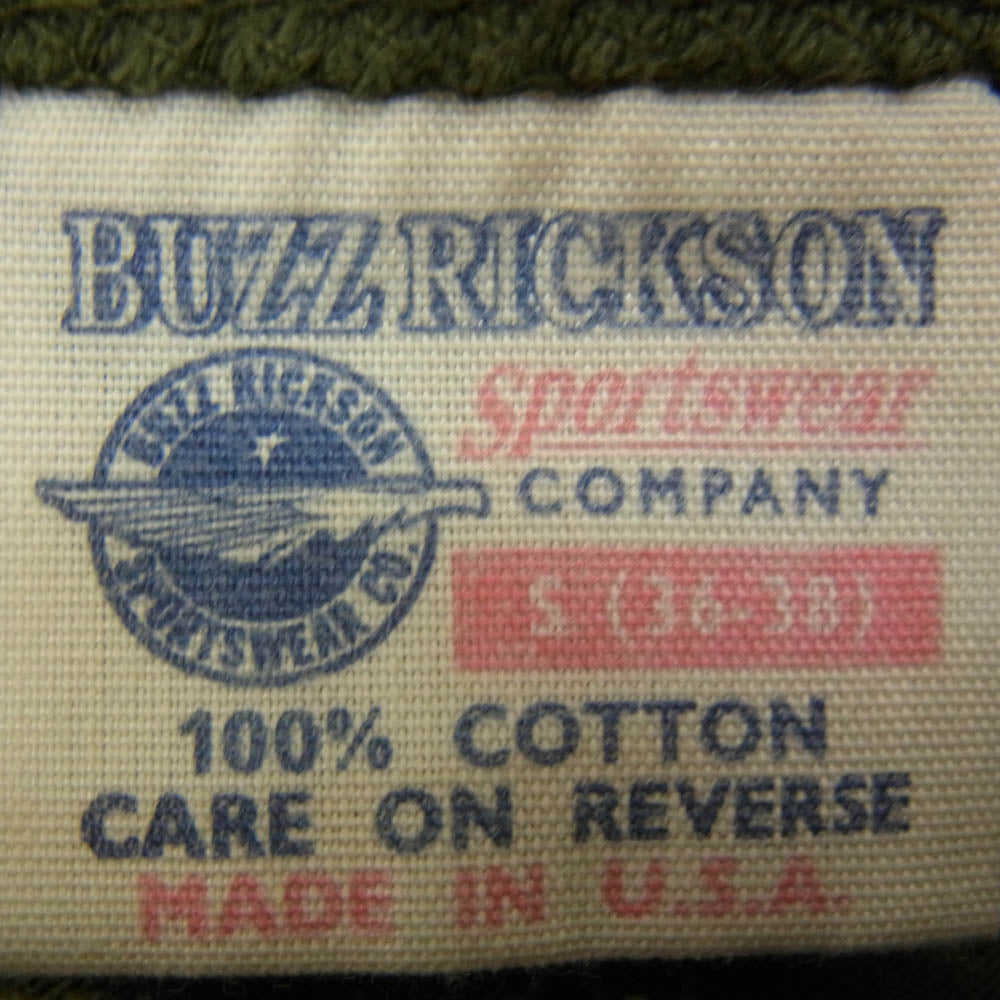 BUZZ RICKSON
BUZZ RICKSON
SPORTSWEAR CO.
Sportswear
COMPANY
S (36-38)
100% COTTON
CARE ON REVERSE
MADE IN U.S.A.